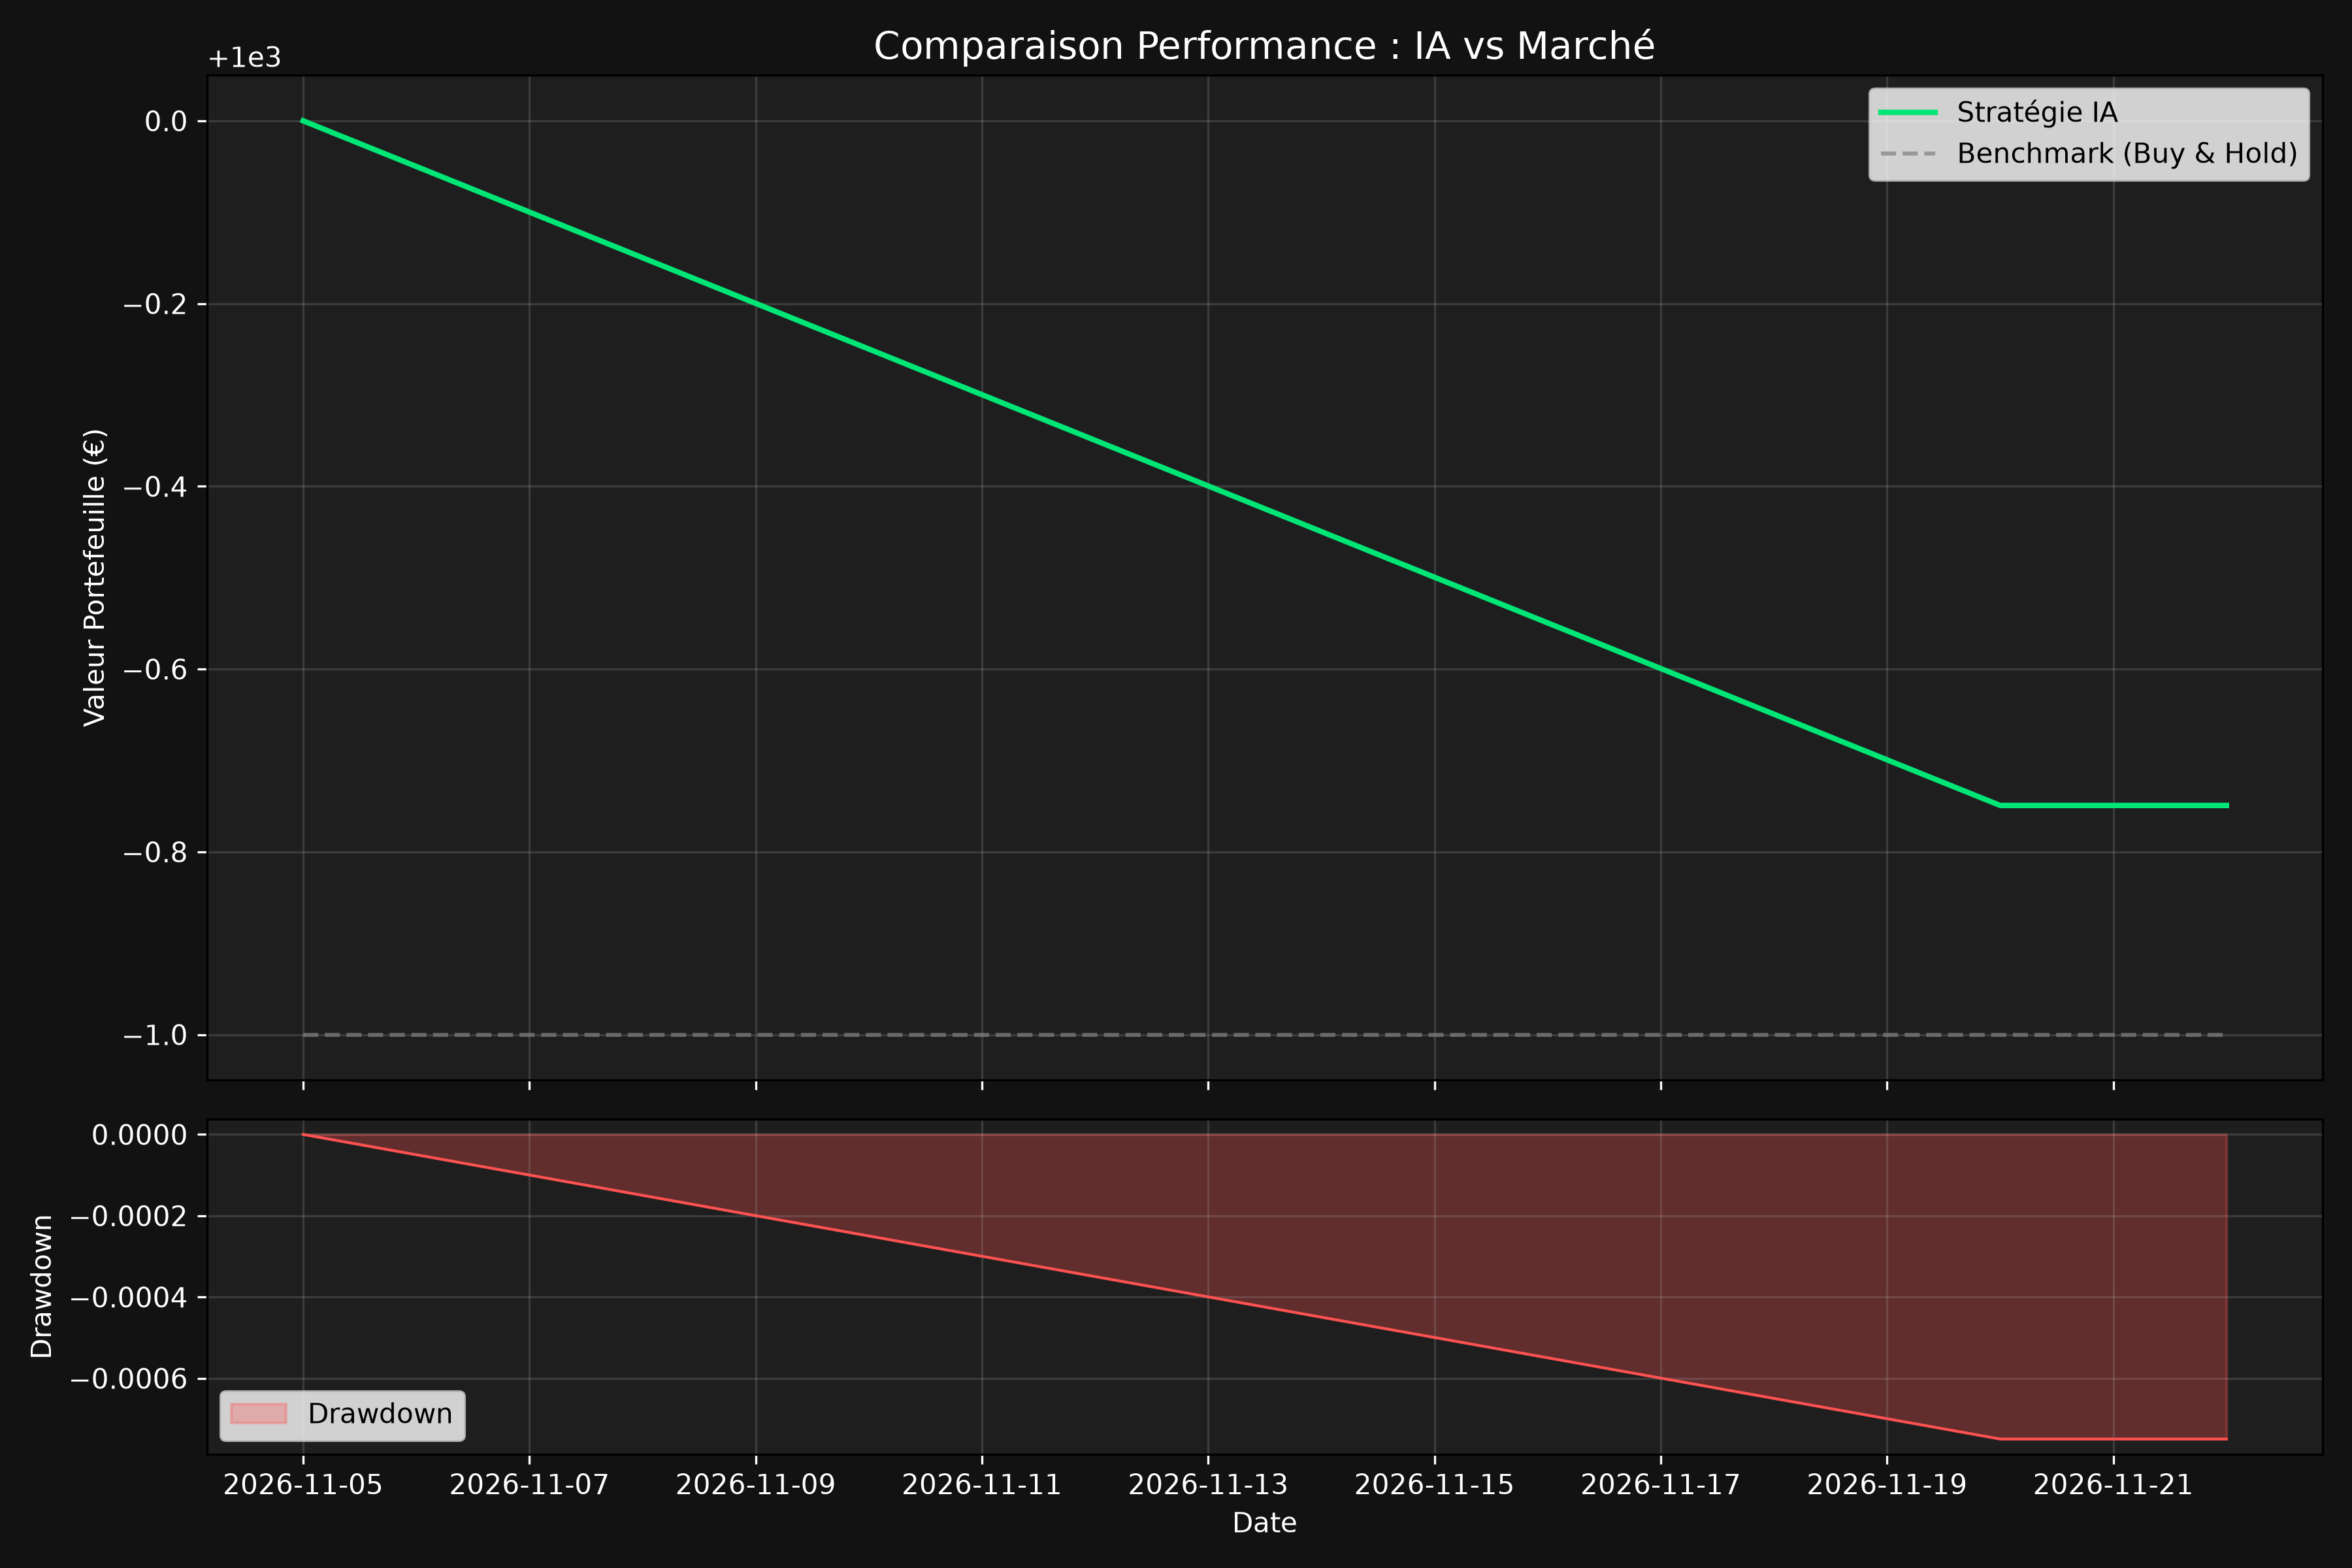 Comparaison Performance : IA vs Marché
+1e3
Stratégie IA
Benchmark (Buy & Hold)
Valeur Portefeuille (€)
0.0
−0.2
−0.4
−0.6
−0.8
−1.0
Drawdown
0.0000
−0.0002
−0.0004
−0.0006
Drawdown
2026-11-05 2026-11-07 2026-11-09 2026-11-11 2026-11-13 2026-11-15 2026-11-17 2026-11-19 2026-11-21
Date